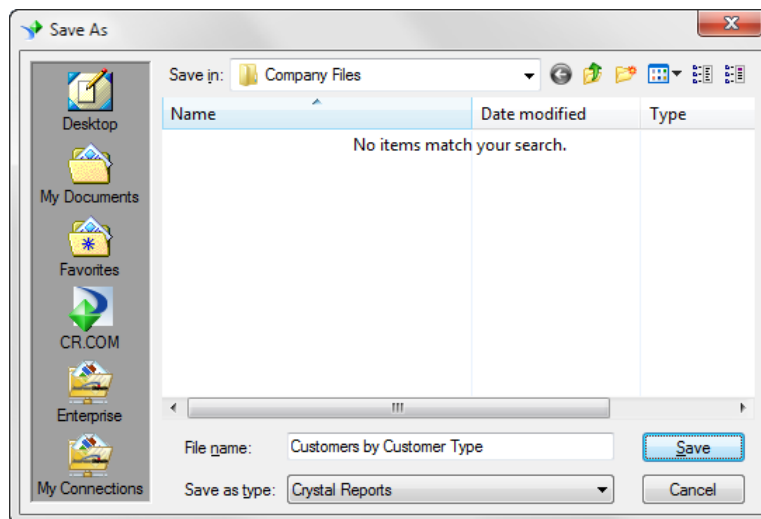 Save As
Save in: Company Files
Desktop
My Documents
Favorites
CR.COM
Enterprise
My Connections
Name Date modified Type
No items match your search.
File name: Customers by Customer Type Save
Save as type: Crystal Reports Cancel